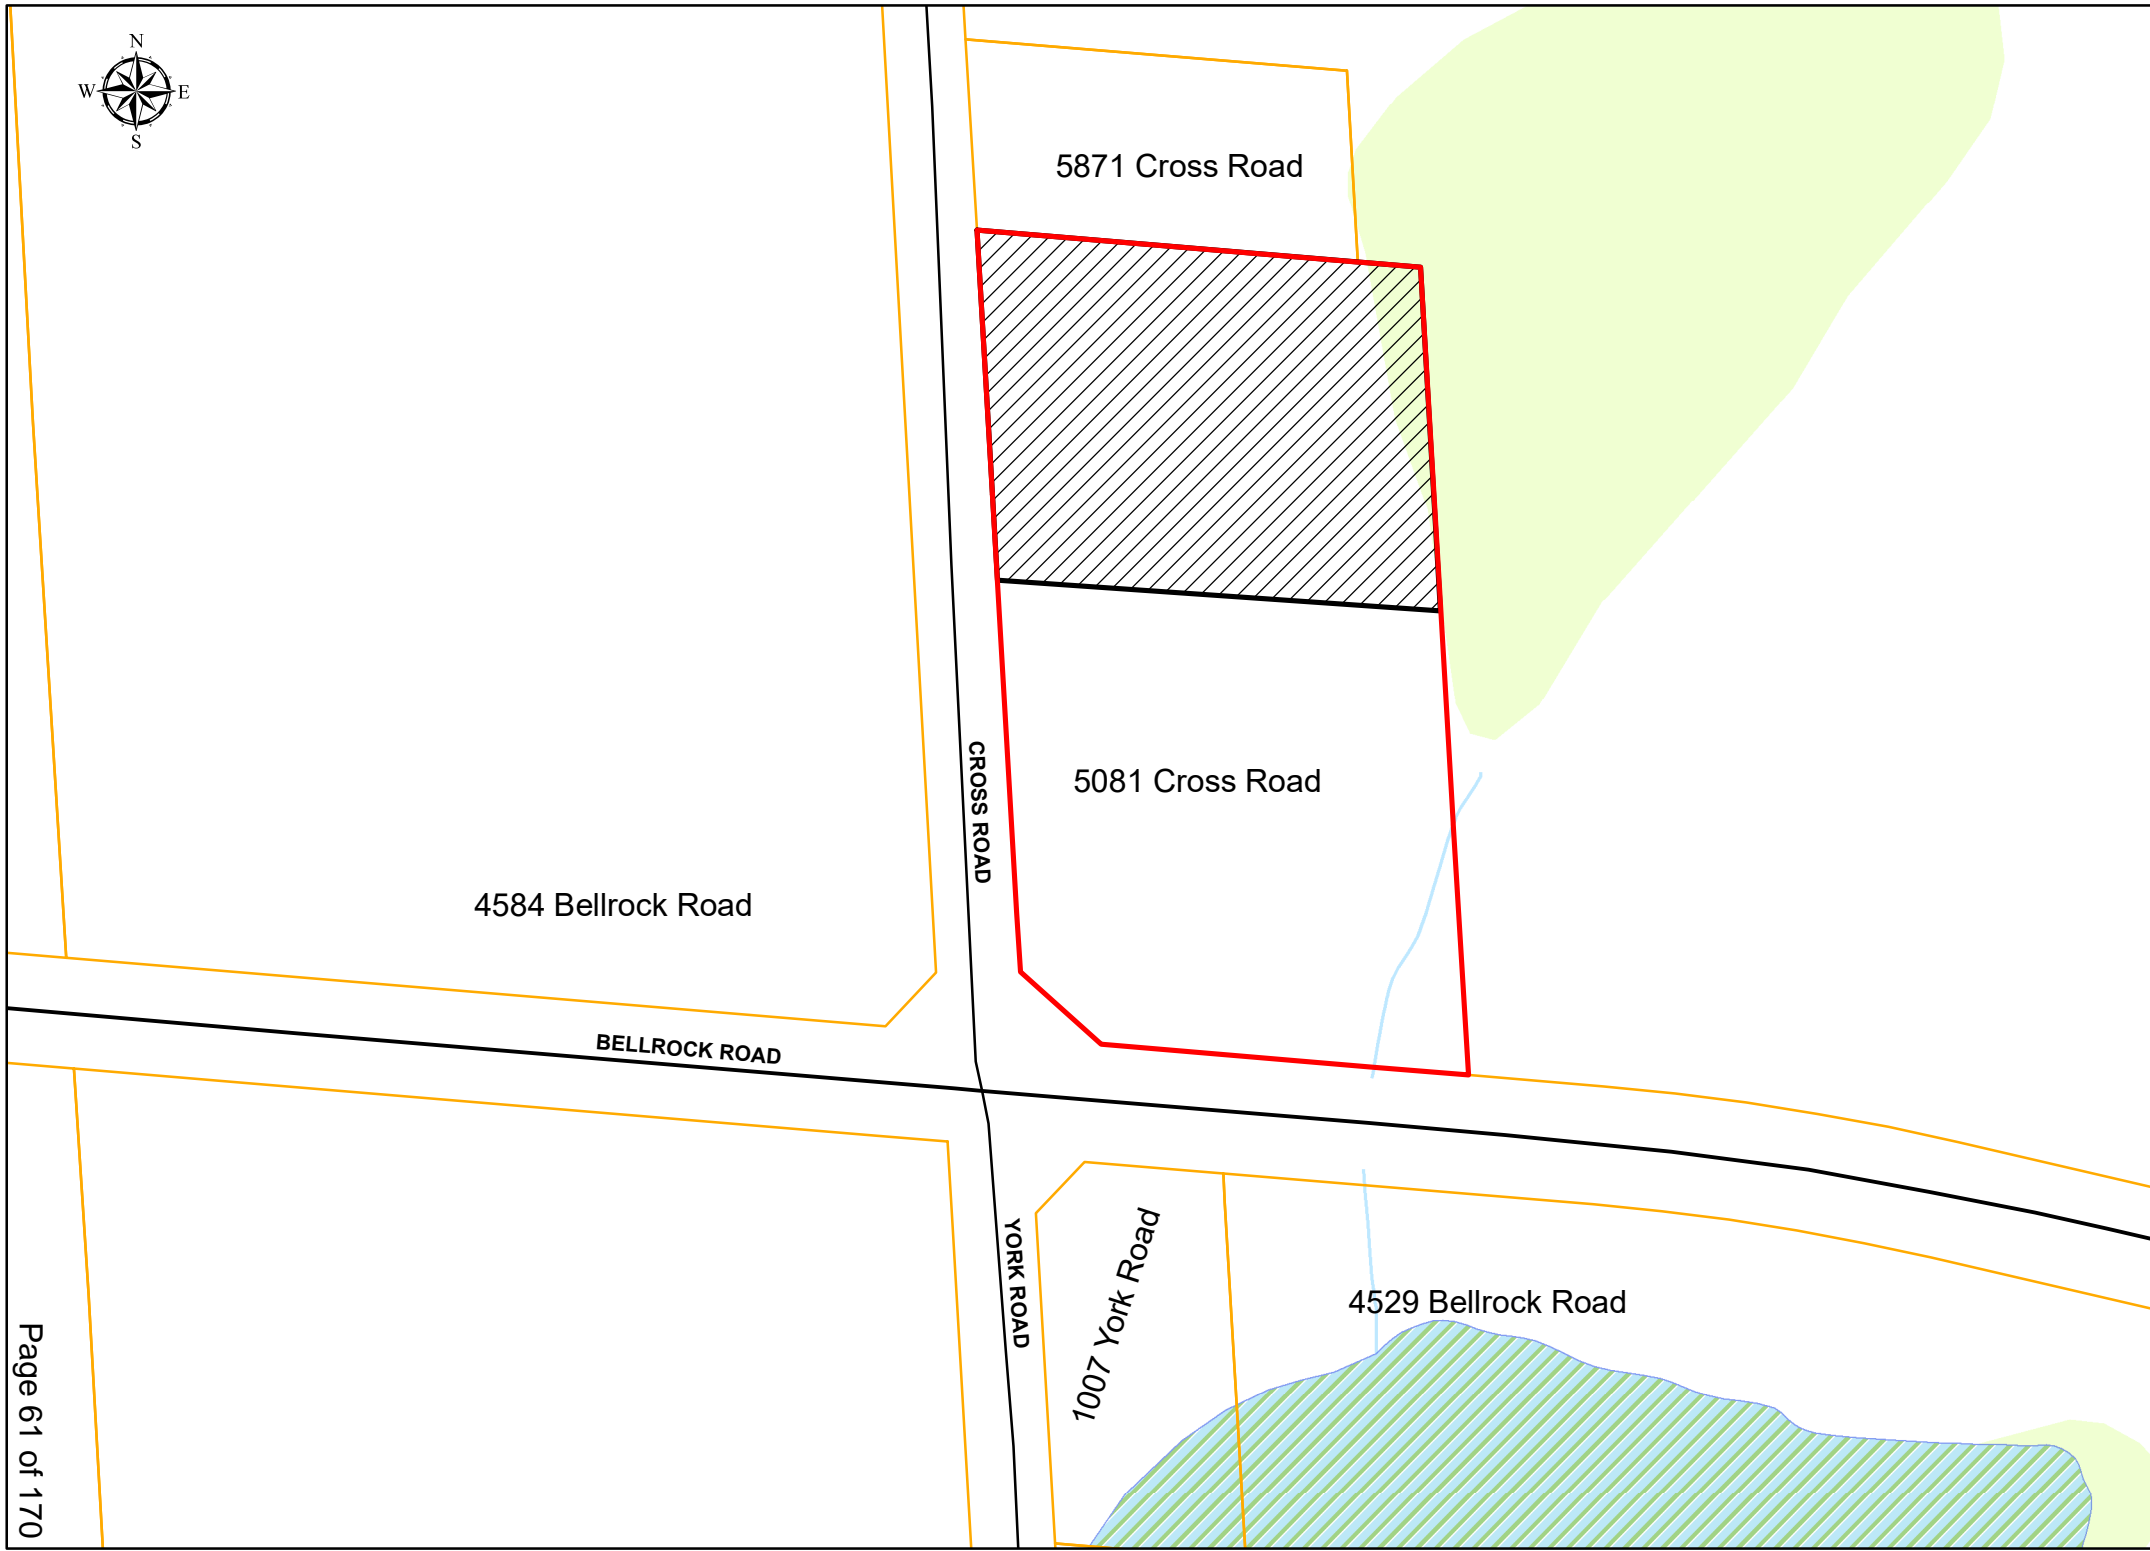 N
W E
S
5871 Cross Road
CROSS ROAD
5081 Cross Road
4584 Bellrock Road
BELLROCK ROAD
YORK ROAD
1007 York Road
4529 Bellrock Road
Page 61 of 170